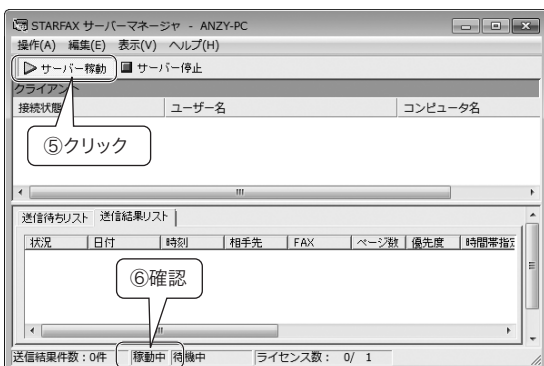 STARFAX サーバーマネージャ - ANZY-PC
操作(A) 編集(E) 表示(V) ヘルプ(H)
サーバー稼動 サーバー停止
クライアント
接続状態 ユーザー名 コンピュータ名
⑤クリック
送信待ちリスト 送信結果リスト
状況 日付 時刻 相手先 FAX ページ数 優先度 時間帯指定
⑥確認
送信結果件数:0件 稼動中 待機中 ライセンス数: 0/ 1